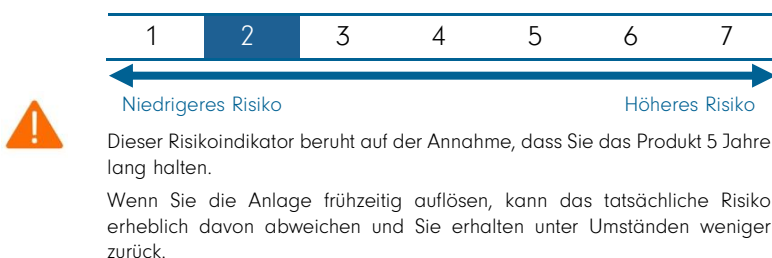 1 2 3 4 5 6 7
Niedrigeres Risiko Höheres Risiko
Dieser Risikoindikator beruht auf der Annahme, dass Sie das Produkt 5 Jahre
lang halten.
Wenn Sie die Anlage frühzeitig auflösen, kann das tatsächliche Risiko
erheblich davon abweichen und Sie erhalten unter Umständen weniger
zurück.